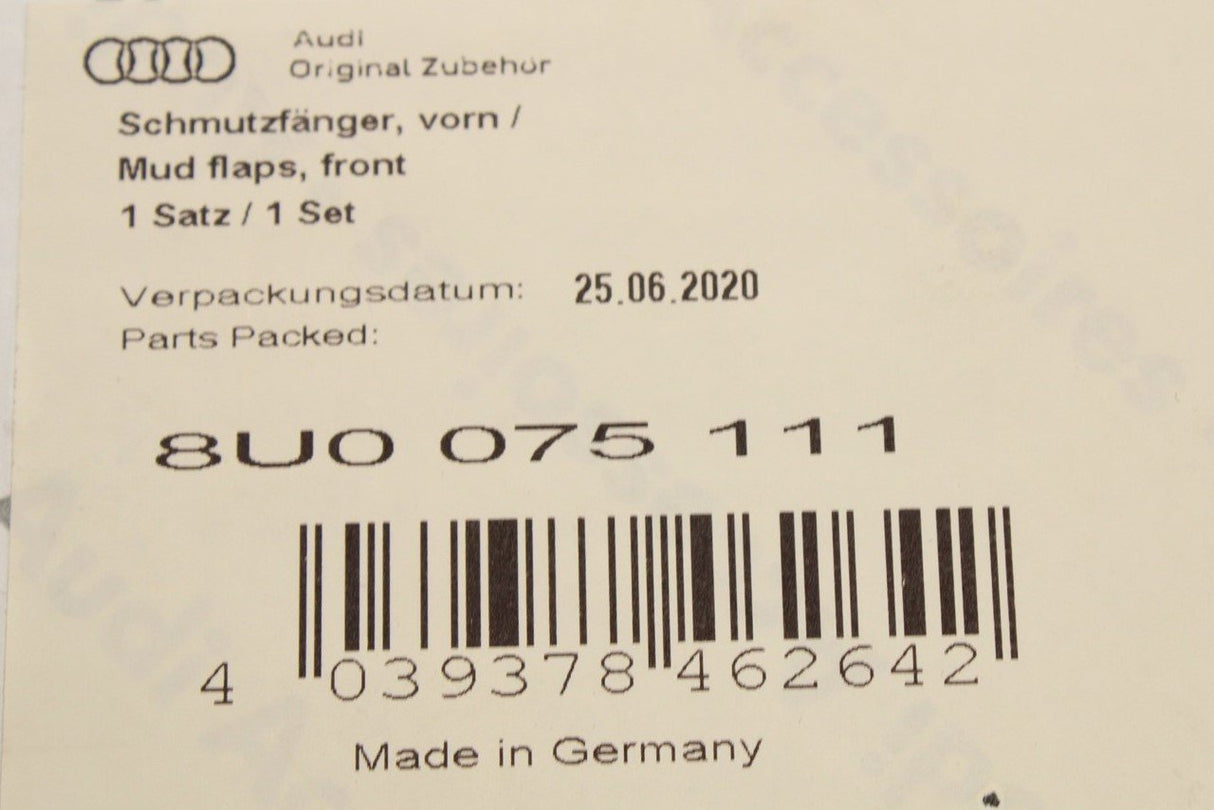 Audi
Original Zubehör
Schmutzfänger, vorn /
Mud flaps, front
1 Satz / 1 Set
Verpackungsdatum: 25.06.2020
Parts Packed:
8U0 075 111
4 039378 462642
Made in Germany